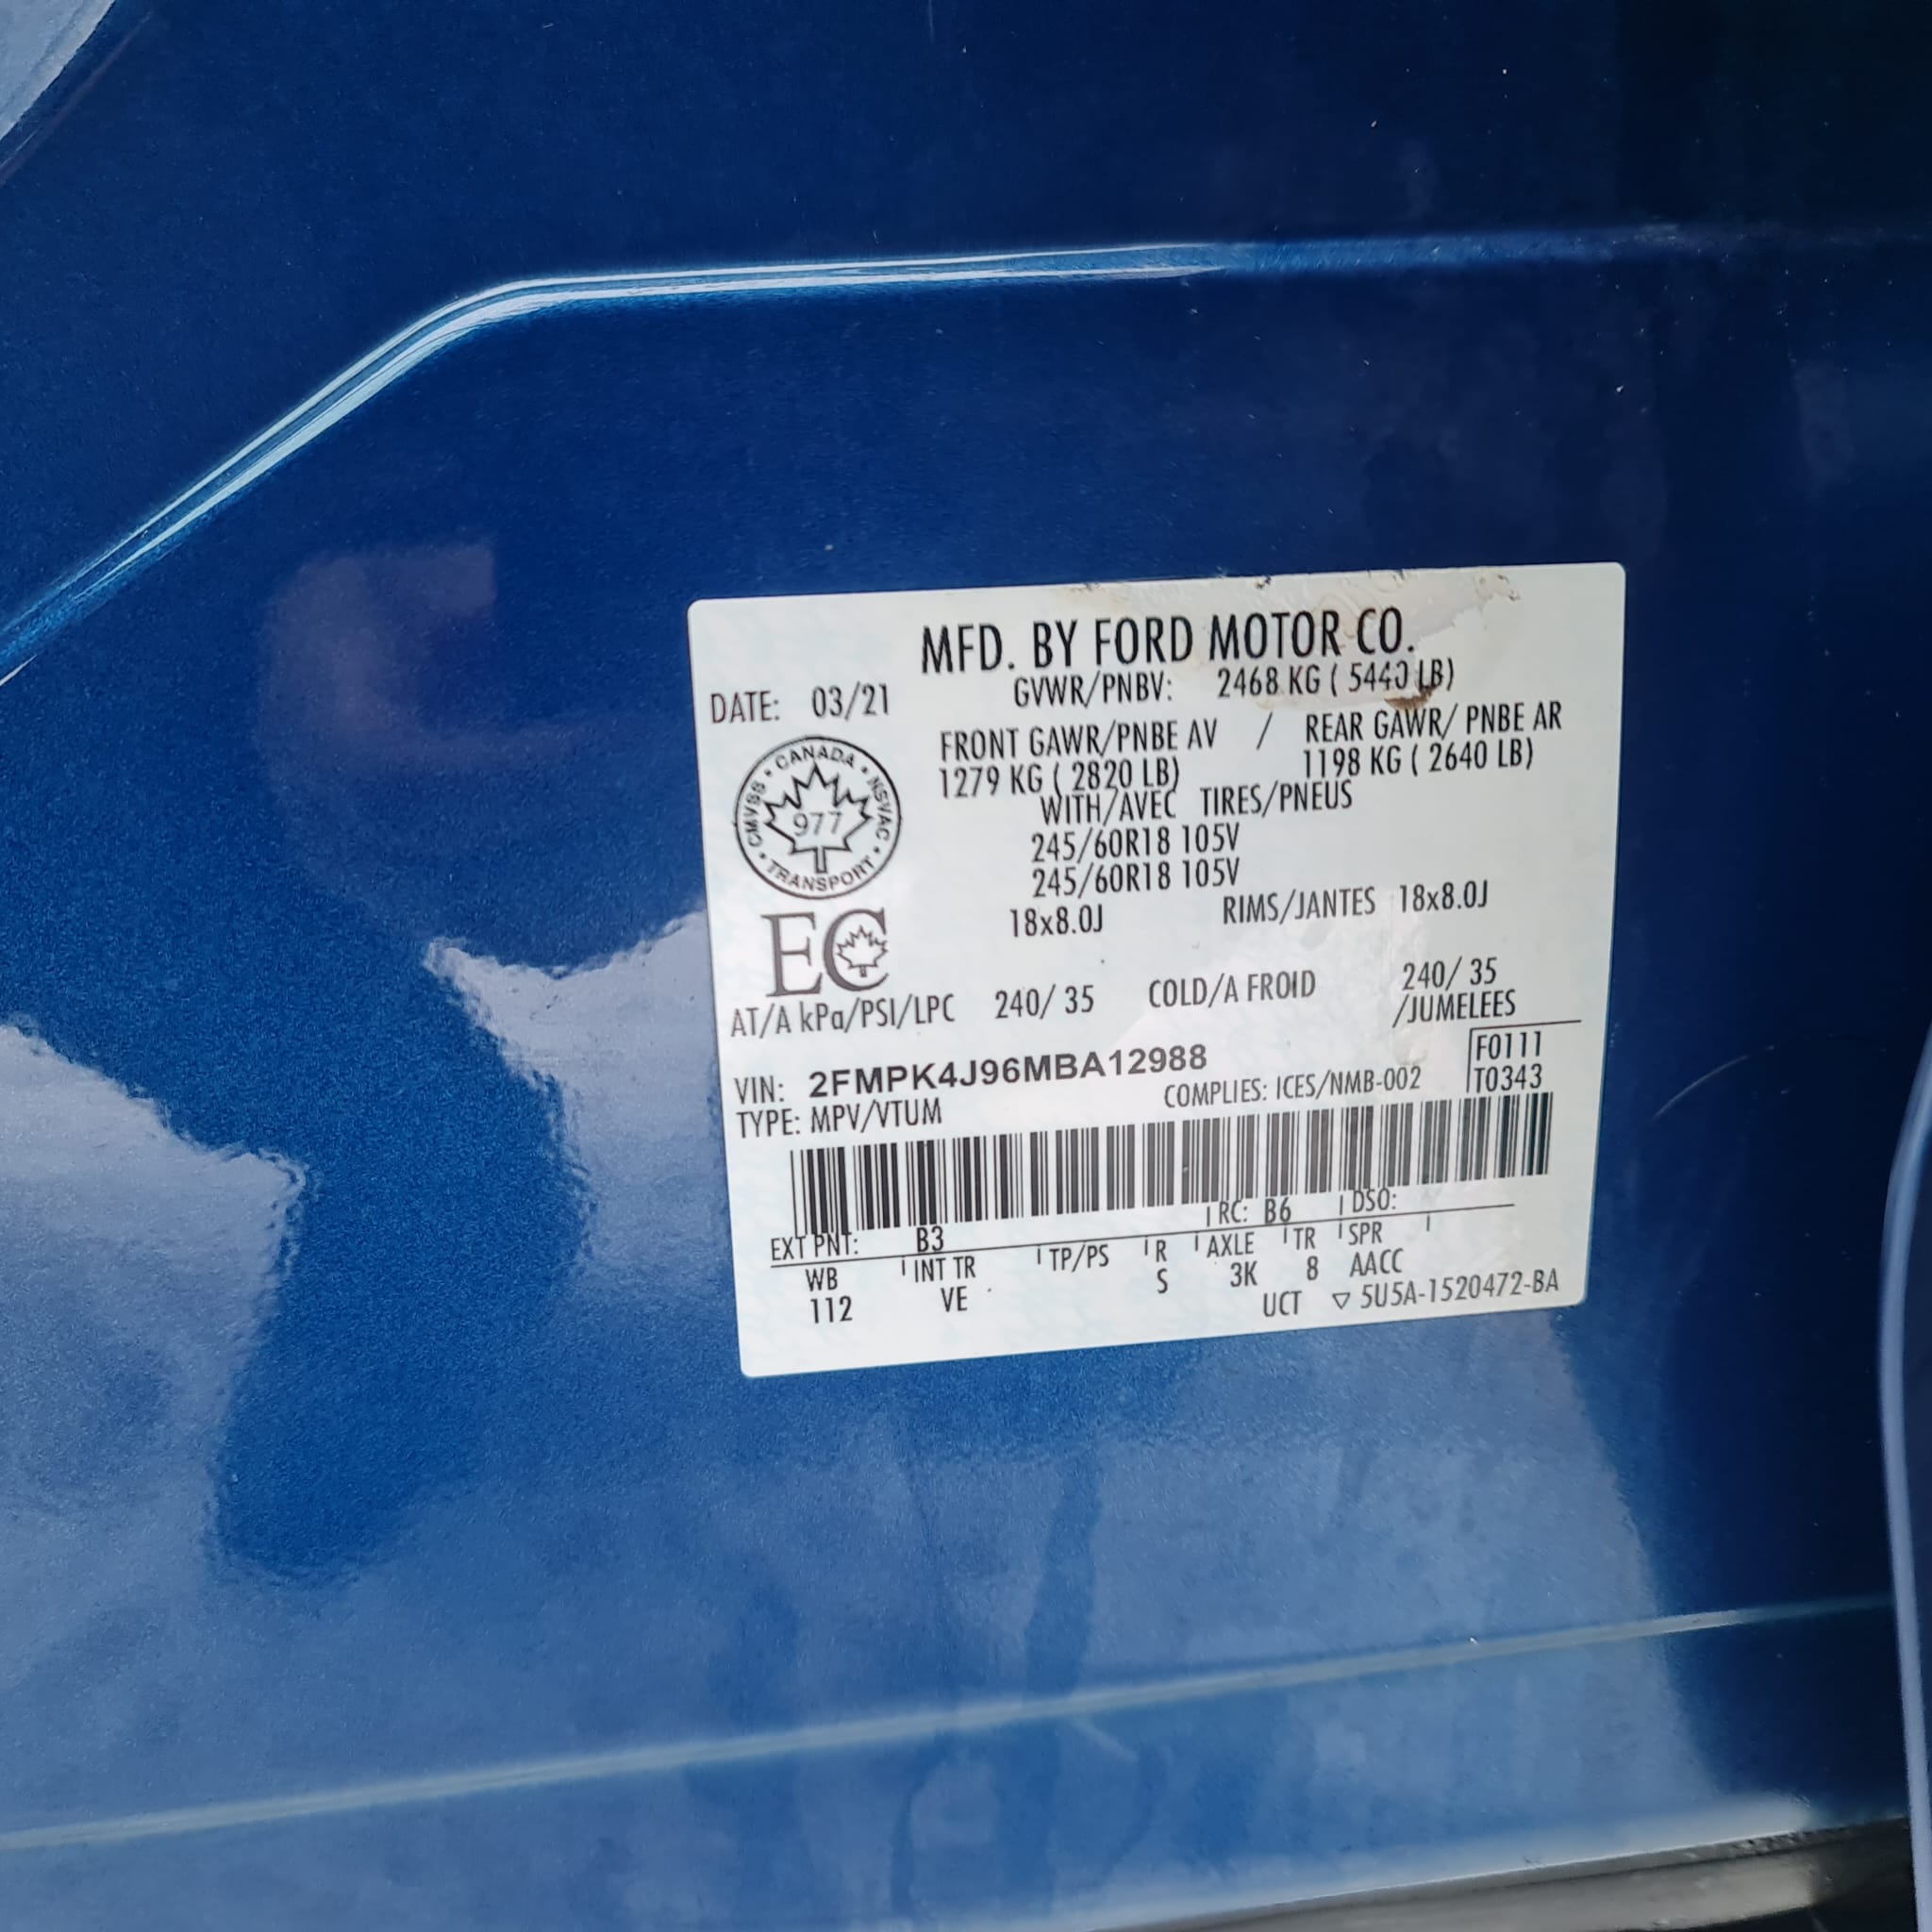 MFD. BY FORD MOTOR CO.
DATE: 03/21 GVWR/PNBV: 2468 KG ( 5440 LB)
FRONT GAWR/PNBE AV / REAR GAWR/ PNBE AR
1279 KG ( 2820 LB) 1198 KG ( 2640 LB)
WITH/AVEC TIRES/PNEUS
245/60R18 105V
245/60R18 105V
18x8.0J RIMS/JANTES 18x8.0J
CANADA • NSVAC • TRANSPORT • CMVSS •
977
EC
AT/A kPa/PSI/LPC 240/ 35 COLD/A FROID 240/ 35
/JUMELEES
VIN: 2FMPK4J96MBA12988
F0111
TYPE: MPV/VTUM COMPLIES: ICES/NMB-002 T0343
EXT PNT: B3 RC: B6 DSO:
WB INT TR TP/PS R AXLE TR SPR
112 VE S 3K 8 AACC
UCT ▽ 5U5A-1520472-BA